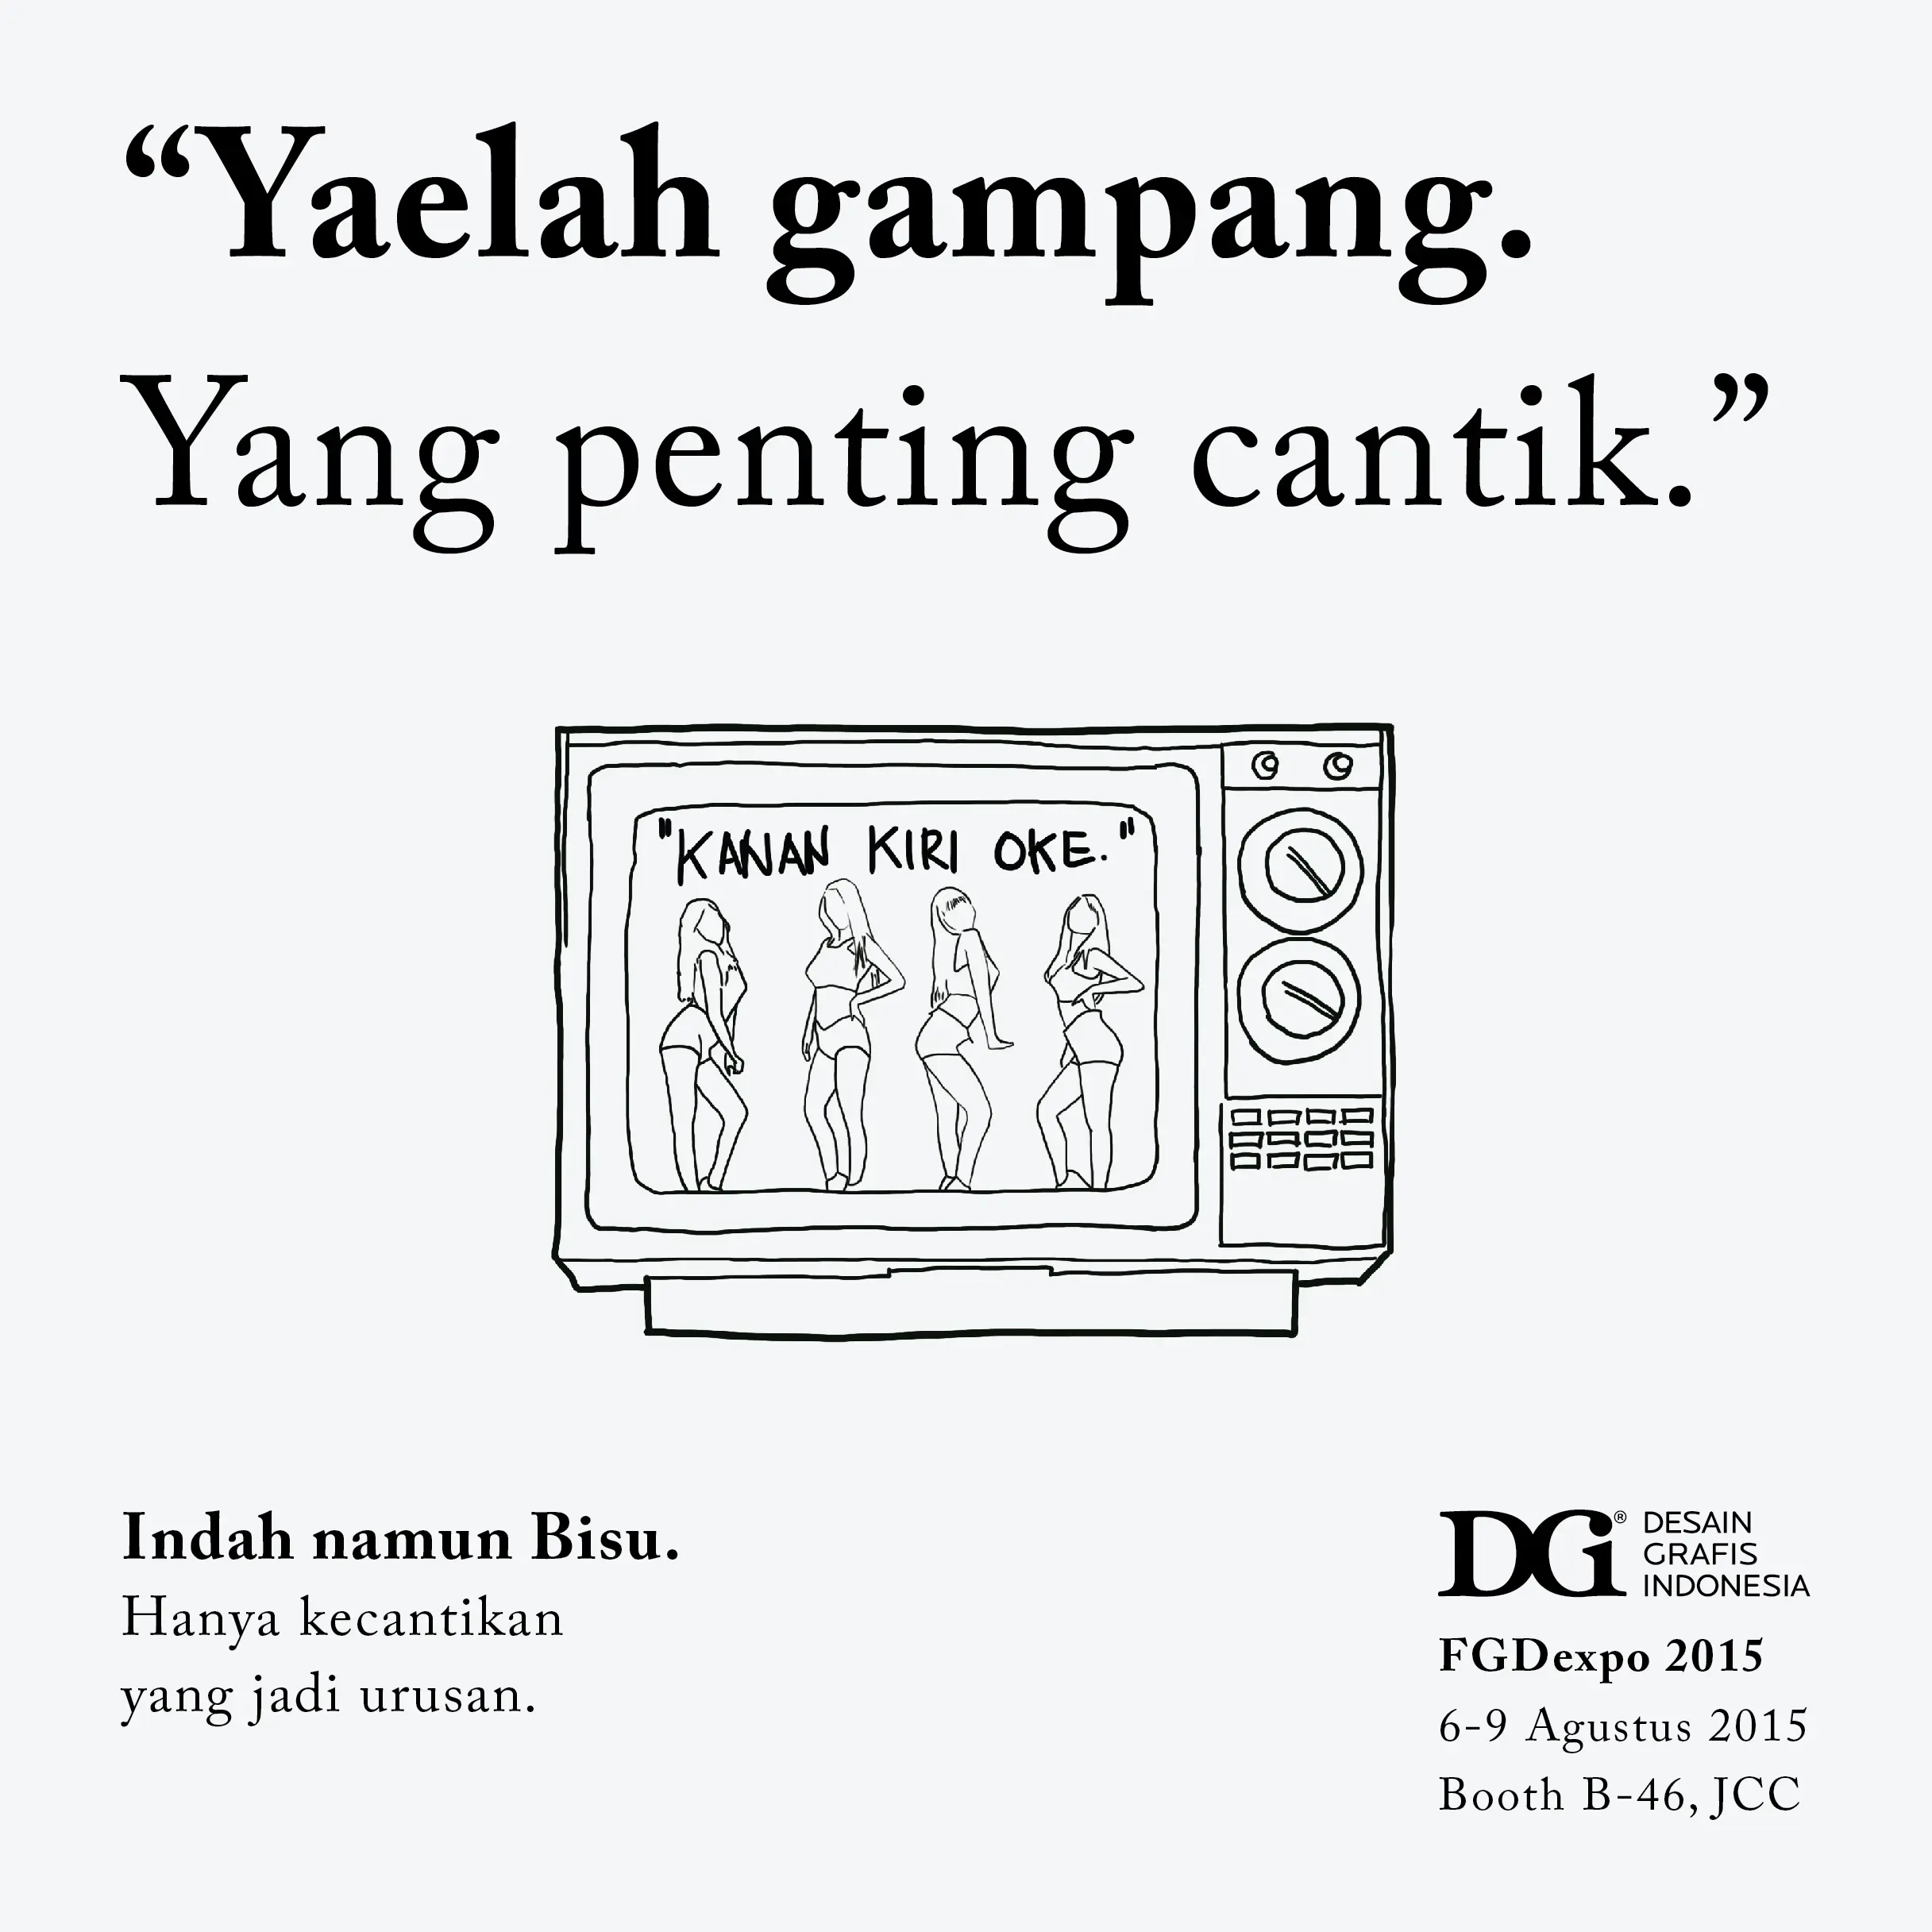 “Yaelah gampang.
Yang penting cantik.”
"KANAN KIRI OKE."
Indah namun Bisu.
Hanya kecantikan
yang jadi urusan.
DGi® DESAIN
GRAFIS
INDONESIA
FGDexpo 2015
6-9 Agustus 2015
Booth B-46, JCC